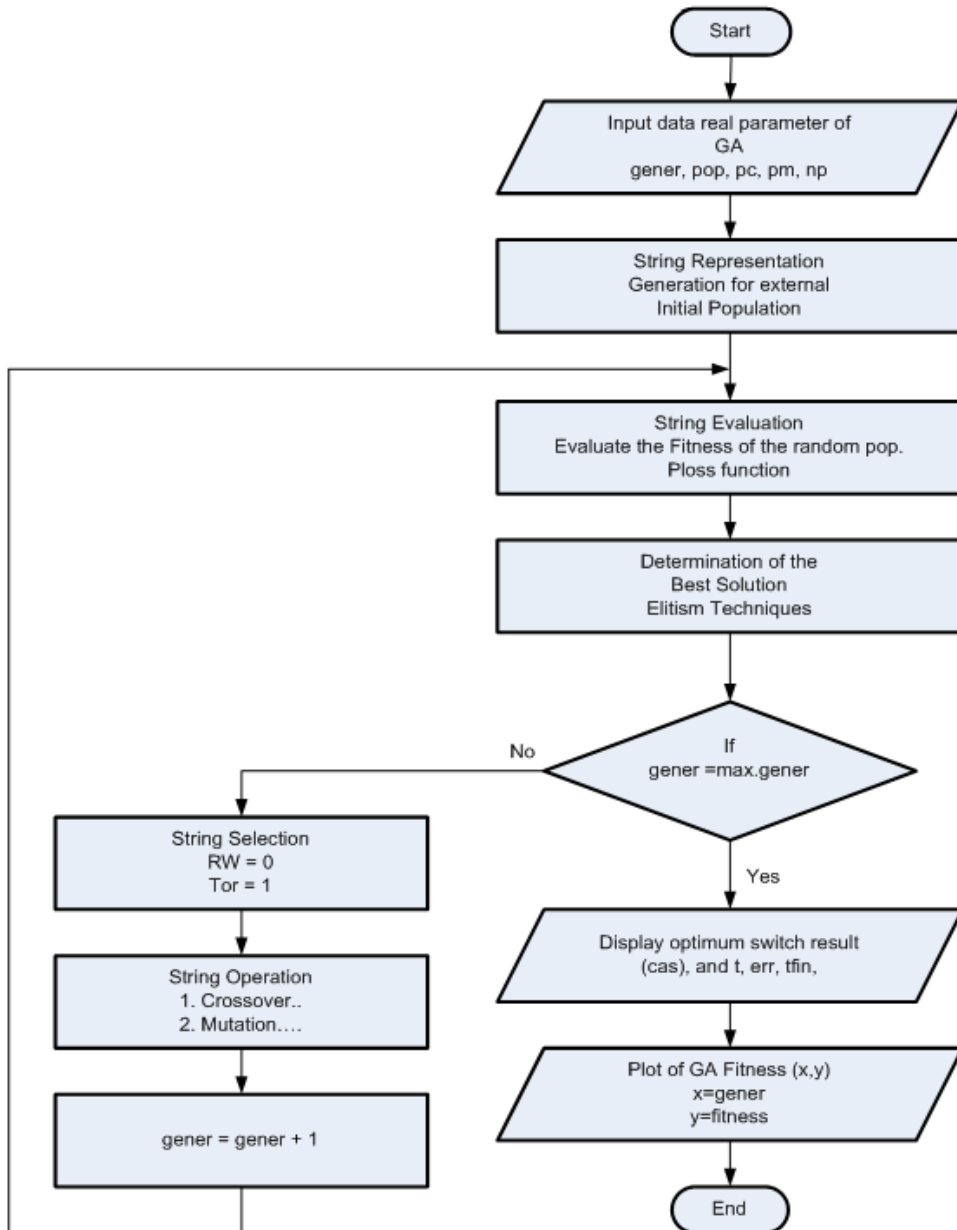 Start
Input data real parameter of
GA
gener, pop, pc, pm, np
String Representation
Generation for external
Initial Population
String Evaluation
Evaluate the Fitness of the random pop.
Ploss function
Determination of the
Best Solution
Elitism Techniques
If
gener =max.gener
No
Yes
String Selection
RW = 0
Tor = 1
String Operation
1. Crossover..
2. Mutation....
gener = gener + 1
Display optimum switch result
(cas), and t, err, tfin,
Plot of GA Fitness (x,y)
x=gener
y=fitness
End